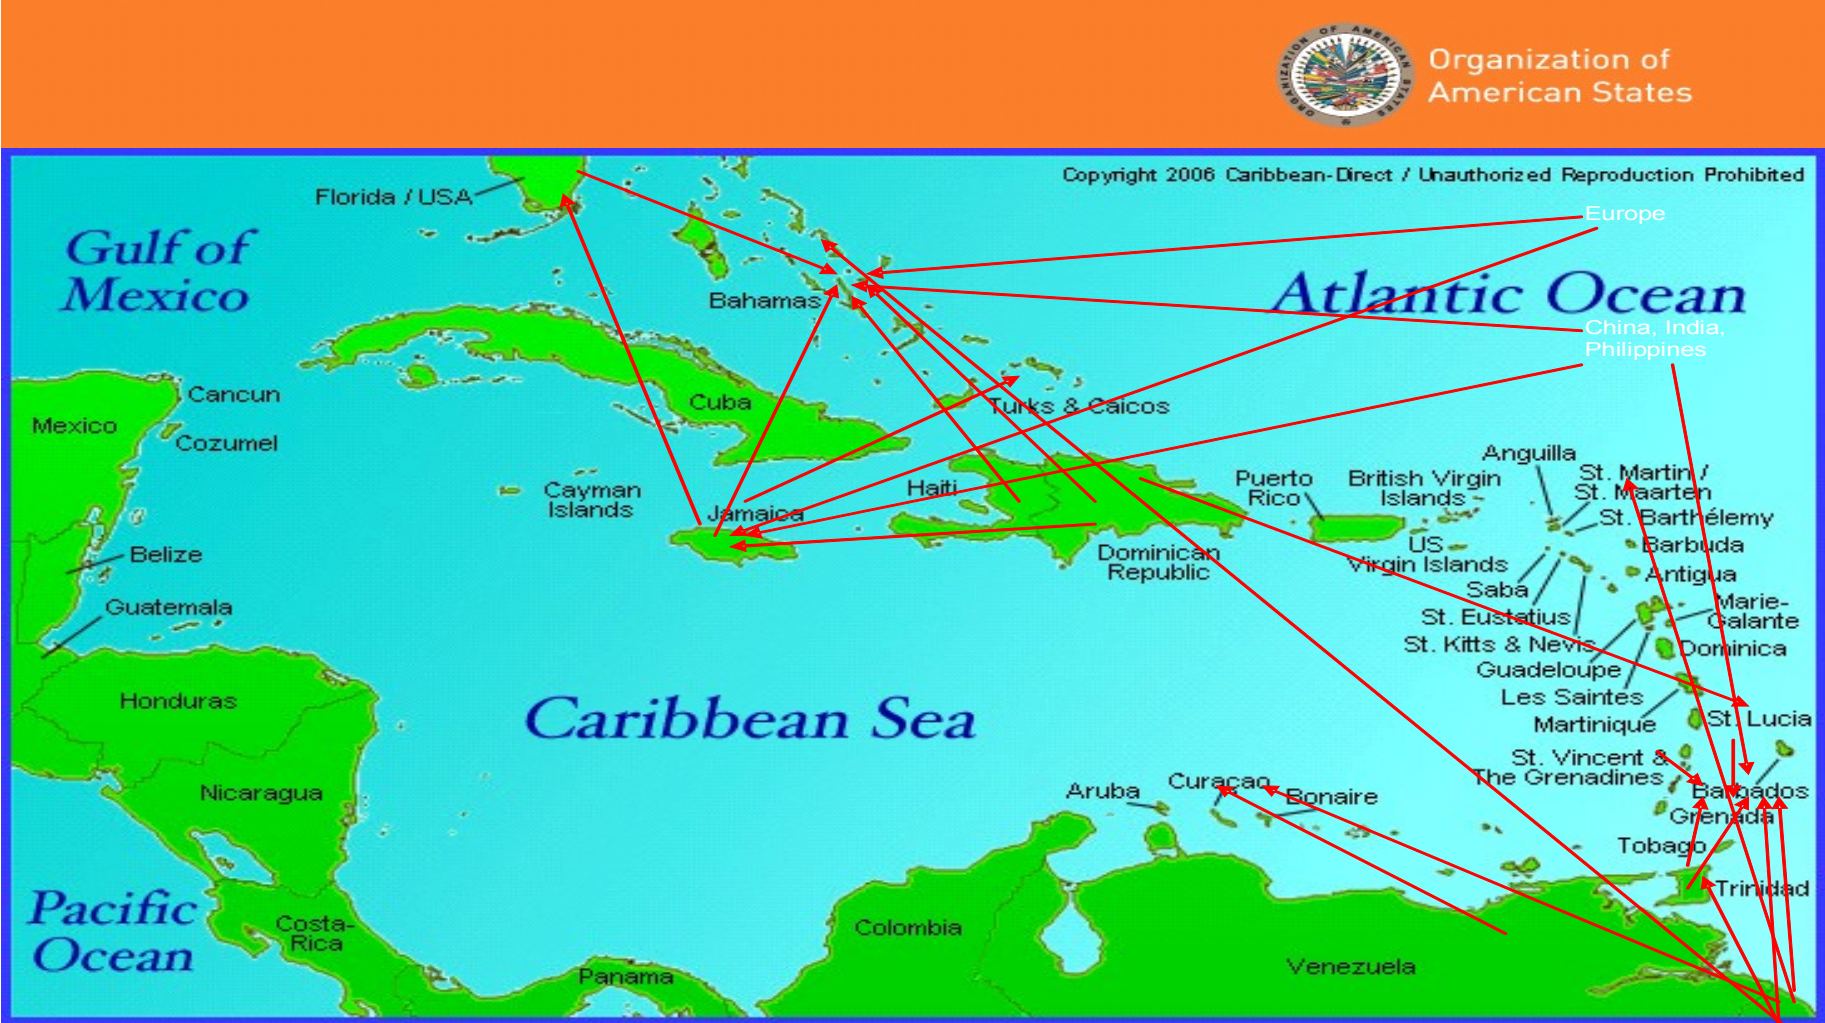 ORGANIZATION OF AMERICAN STATES
Organization of
American States
Copyright 2006 Caribbean-Direct / Unauthorized Reproduction Prohibited
Florida / USA
Europe
Gulf of
Mexico
Atlantic Ocean
Bahamas
China, India,
Philippines
Cancun
Cuba
Turks & Caicos
Mexico
Cozumel
Anguilla
St. Martin /
St. Maarten
Cayman
Islands
Haiti
Puerto
Rico
British Virgin
Islands
Jamaica
St. Barthélemy
Belize
Dominican
Republic
US
Virgin Islands
Barbuda
Antigua
Saba
Guatemala
St. Eustatius
Marie-
Galante
St. Kitts & Nevis
Dominica
Guadeloupe
Honduras
Les Saintes
Caribbean Sea
Martinique
St. Lucia
St. Vincent &
The Grenadines
Nicaragua
Aruba
Curaçao
Bonaire
Barbados
Grenada
Tobago
Trinidad
Pacific
Ocean
Costa-
Rica
Colombia
Panama
Venezuela